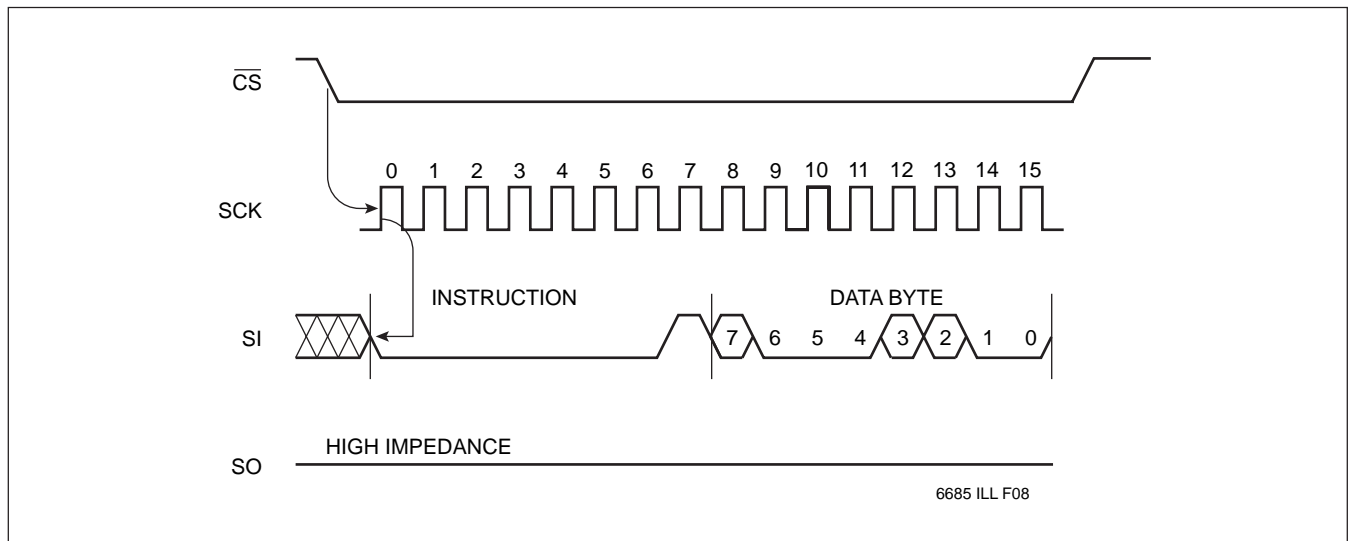 CS
0 1 2 3 4 5 6 7 8 9 10 11 12 13 14 15
SCK
INSTRUCTION DATA BYTE
SI 7 6 5 4 3 2 1 0
HIGH IMPEDANCE
SO
6685 ILL F08